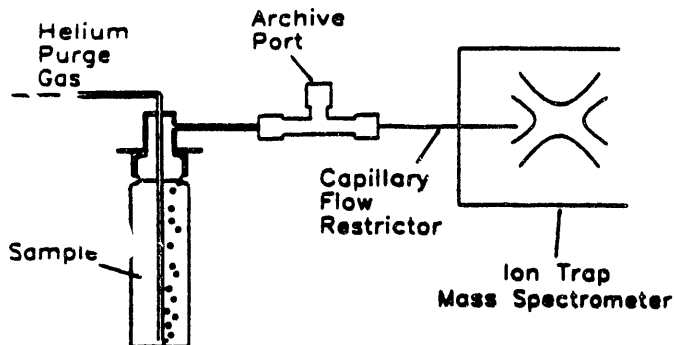 Helium
Purge
Gas
Archive
Port
Capillary
Flow
Restrictor
Sample
Ion Trap
Mass Spectrometer